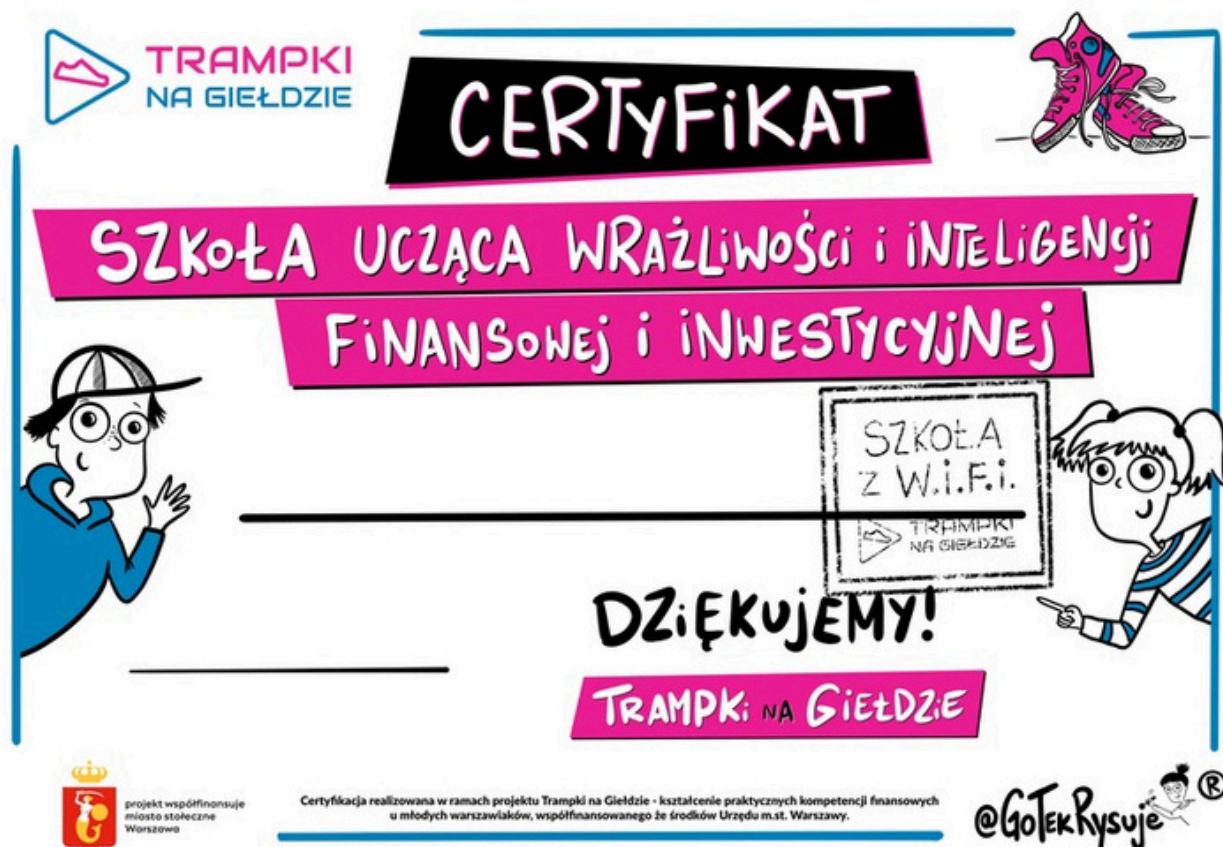 TRAMPKI
NA GIEŁDZIE
CERTYFiKAT
SZKOŁA UCZĄCA WRAŻLiWOŚCi i iNTELiGENCji
FiNANSOWEj i iNWESTYCYjNEj
SZKOŁA
Z W.i.F.i.
TRAMPKI
NA GIEŁDZIE
DZiĘKUjEMY!
TRAMPKi NA GiEŁDZiE
projekt współfinansuje
miasto stołeczne
Warszawa
Certyfikacja realizowana w ramach projektu Trampki na Giełdzie - kształcenie praktycznych kompetencji finansowych
u młodych warszawiaków, współfinansowanego że środków Urzędu m.st. Warszawy.
@GoTEKRysuje ®